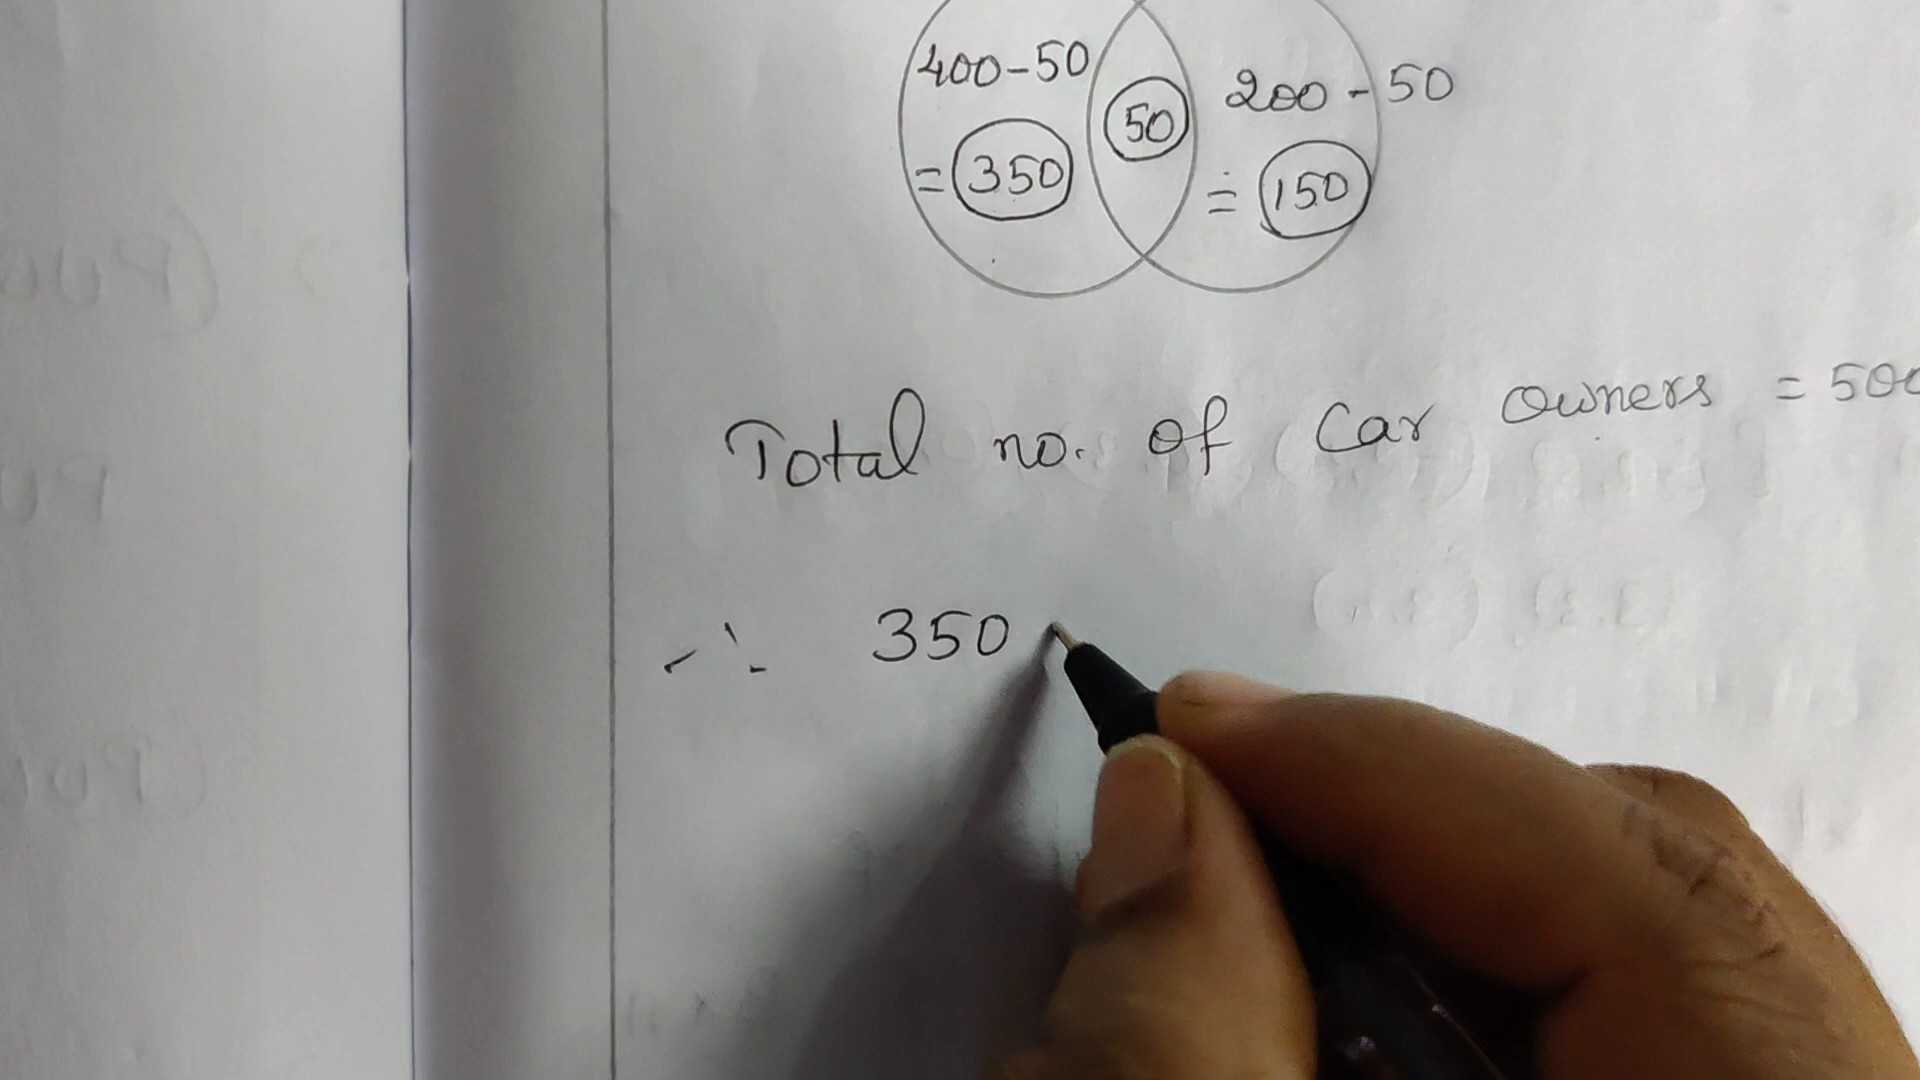 400-50 50 200-50
= 350 = 150
Total no. of Car Owners = 500
∴ 350